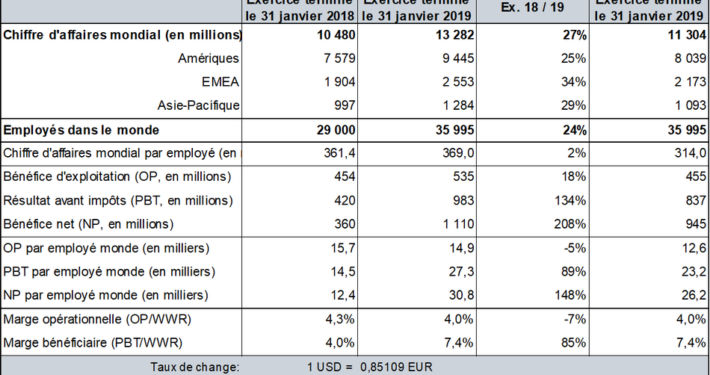 Exercice terminé Exercice terminé Ex. 18 / 19 Exercice terminé
le 31 janvier 2018 le 31 janvier 2019 le 31 janvier 2019
Chiffre d'affaires mondial (en millions) 10 480 13 282 27% 11 304
Amériques 7 579 9 445 25% 8 039
EMEA 1 904 2 553 34% 2 173
Asie-Pacifique 997 1 284 29% 1 093
Employés dans le monde 29 000 35 995 24% 35 995
Chiffre d'affaires mondial par employé (en 361,4 369,0 2% 314,0
Bénéfice d'exploitation (OP, en millions) 454 535 18% 455
Résultat avant impôts (PBT, en millions) 420 983 134% 837
Bénéfice net (NP, en millions) 360 1 110 208% 945
OP par employé monde (en milliers) 15,7 14,9 -5% 12,6
PBT par employé monde (en milliers) 14,5 27,3 89% 23,2
NP par employé monde (en milliers) 12,4 30,8 148% 26,2
Marge opérationnelle (OP/WWR) 4,3% 4,0% -7% 4,0%
Marge bénéficiaire (PBT/WWR) 4,0% 7,4% 85% 7,4%
Taux de change: 1 USD = 0,85109 EUR